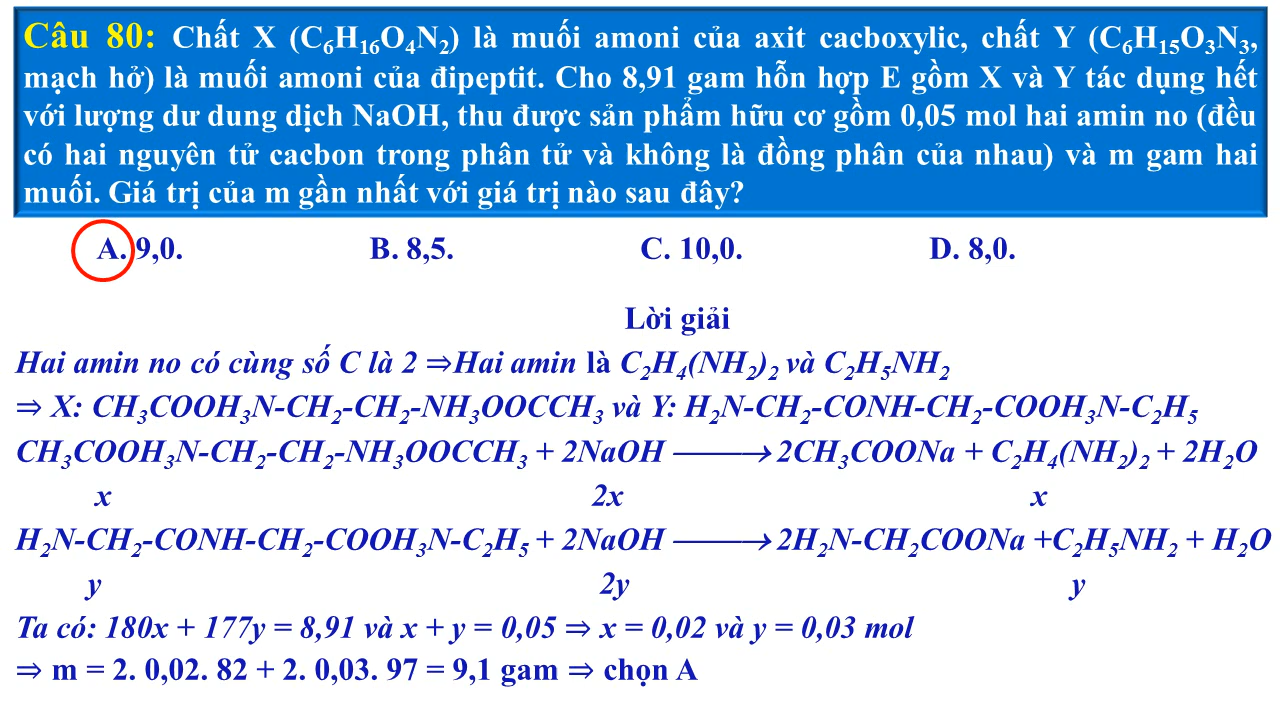 Câu 80: Chất X (C₆H₁₆O₄N₂) là muối amoni của axit cacboxylic, chất Y (C₆H₁₅O₃N₃,
mạch hở) là muối amoni của đipeptit. Cho 8,91 gam hỗn hợp E gồm X và Y tác dụng hết
với lượng dư dung dịch NaOH, thu được sản phẩm hữu cơ gồm 0,05 mol hai amin no (đều
có hai nguyên tử cacbon trong phân tử và không là đồng phân của nhau) và m gam hai
muối. Giá trị của m gần nhất với giá trị nào sau đây?
A. 9,0. B. 8,5. C. 10,0. D. 8,0.
Lời giải
Hai amin no có cùng số C là 2 ⇒Hai amin là C₂H₄(NH₂)₂ và C₂H₅NH₂
⇒ X: CH₃COOH₃N-CH₂-CH₂-NH₃OOCCH₃ và Y: H₂N-CH₂-CONH-CH₂-COOH₃N-C₂H₅
CH₃COOH₃N-CH₂-CH₂-NH₃OOCCH₃ + 2NaOH ⟶ 2CH₃COONa + C₂H₄(NH₂)₂ + 2H₂O
x 2x x
H₂N-CH₂-CONH-CH₂-COOH₃N-C₂H₅ + 2NaOH ⟶ 2H₂N-CH₂COONa +C₂H₅NH₂ + H₂O
y 2y y
Ta có: 180x + 177y = 8,91 và x + y = 0,05 ⇒ x = 0,02 và y = 0,03 mol
⇒ m = 2. 0,02. 82 + 2. 0,03. 97 = 9,1 gam ⇒ chọn A